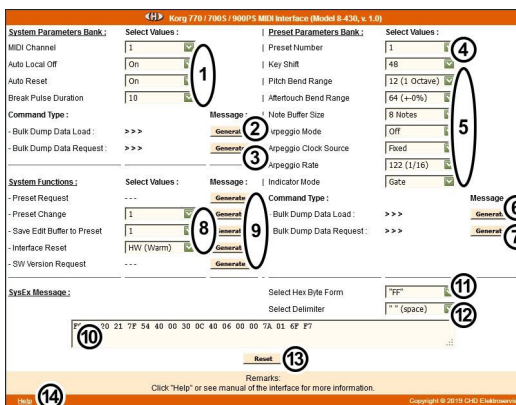 CHD Korg 770 / 700S / 900PS MIDI Interface (Model 8-430, v. 1.0)
System Parameters Bank : Select Values : | Preset Parameters Bank : Select Values :
MIDI Channel 1 | Preset Number 1 4
Auto Local Off On | Key Shift 48
Auto Reset On 1 | Pitch Bend Range 12 (1 Octave)
Break Pulse Duration 10 | Aftertouch Bend Range 64 (+-0%)
Command Type : Message : | Note Buffer Size 8 Notes 5
- Bulk Dump Data Load : >>> Generate 2 Arpeggio Mode Off
- Bulk Dump Data Request : >>> Generate 3 Arpeggio Clock Source Fixed
Arpeggio Rate 122 (1/16)
System Functions : Select Values : Message : | Indicator Mode Gate
- Preset Request --- Generate Command Type : Message
- Preset Change 1 Generate - Bulk Dump Data Load : >>> Generate 6
- Save Edit Buffer to Preset 1 8 9 Bulk Dump Data Request : >>> Generate 7
- Interface Reset HW (Warm) Generate
- SW Version Request --- Generate
SysEx Message : Select Hex Byte Form "FF" 11
Select Delimiter " " (space) 12
10 20 21 7F 54 40 00 30 0C 40 06 00 00 7A 01 6F F7
Reset 13
Remarks:
Click "Help" or see manual of the interface for more information.
Help 14 Copyright © 2019 CHD Elektroservis